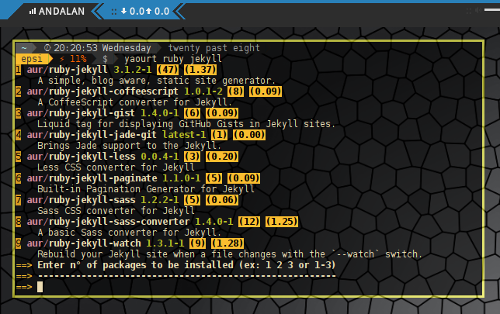 ANDALAN :: 0.0 0.0
~ 20:20:53 Wednesday twenty past eight
epsi 11% $ yaourt ruby jekyll
1 aur/ruby-jekyll 3.1.2-1 (47) (1.37)
A simple, blog aware, static site generator.
2 aur/ruby-jekyll-coffeescript 1.0.1-2 (8) (0.09)
A CoffeeScript converter for Jekyll.
3 aur/ruby-jekyll-gist 1.4.0-1 (6) (0.09)
Liquid tag for displaying GitHub Gists in Jekyll sites.
4 aur/ruby-jekyll-jade-git latest-1 (1) (0.00)
Brings Jade support to the Jekyll.
5 aur/ruby-jekyll-less 0.0.4-1 (3) (0.20)
Less CSS converter for Jekyll
6 aur/ruby-jekyll-paginate 1.1.0-1 (5) (0.09)
Built-in Pagination Generator for Jekyll
7 aur/ruby-jekyll-sass 1.2.2-1 (5) (0.06)
Sass CSS converter for Jekyll
8 aur/ruby-jekyll-sass-converter 1.4.0-1 (12) (1.25)
A basic Sass converter for Jekyll.
9 aur/ruby-jekyll-watch 1.3.1-1 (9) (1.28)
Rebuild your Jekyll site when a file changes with the `--watch` switch.
==> Enter n° of packages to be installed (ex: 1 2 3 or 1-3)
==> -------------------------------------------------------
==>